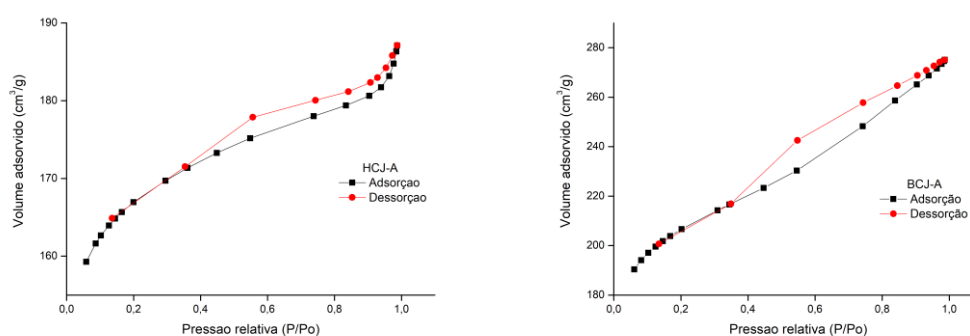 190
180
170
160
Volume adsorvido (cm³/g)
HCJ-A
Adsorçao
Dessorçao
0,0 0,2 0,4 0,6 0,8 1,0
Pressao relativa (P/Po)
280
260
240
220
200
180
Volume adsorvido (cm³/g)
BCJ-A
Adsorção
Dessorção
0,0 0,2 0,4 0,6 0,8 1,0
Pressao relativa (P/Po)